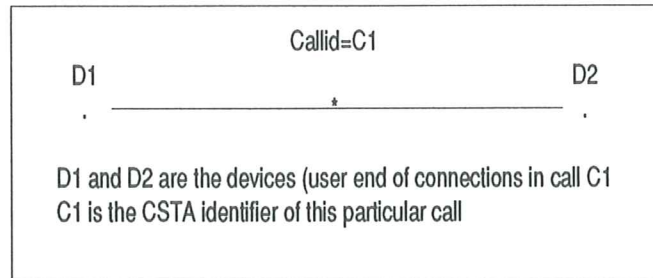 Callid=C1
D1 D2
. * .
D1 and D2 are the devices (user end of connections in call C1
C1 is the CSTA identifier of this particular call